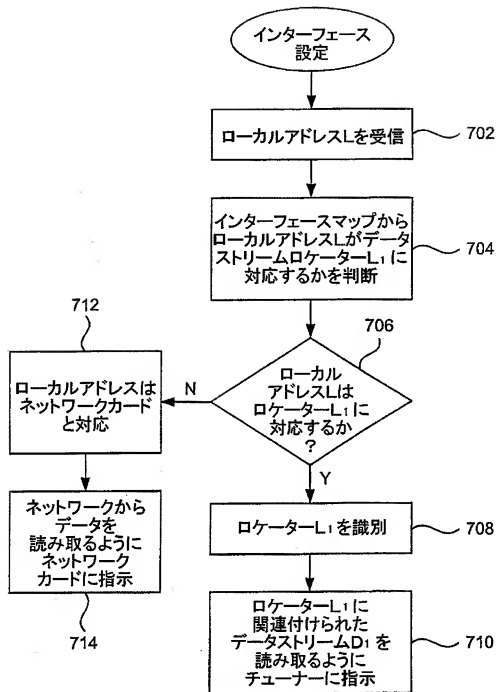 インターフェース
設定
ローカルアドレスLを受信
702
インターフェースマップから
ローカルアドレスLがデータ
ストリームロケーターL1に
対応するかを判断
704
706
ローカル
アドレスLは
ロケーターL1に
対応するか
?
N
Y
712
ローカルアドレスは
ネットワークカード
と対応
ネットワークから
データを
読み取るように
ネットワーク
カードに指示
714
ロケーターL1を識別
708
ロケーターL1に
関連付けられた
データストリームD1を
読み取るように
チューナーに指示
710